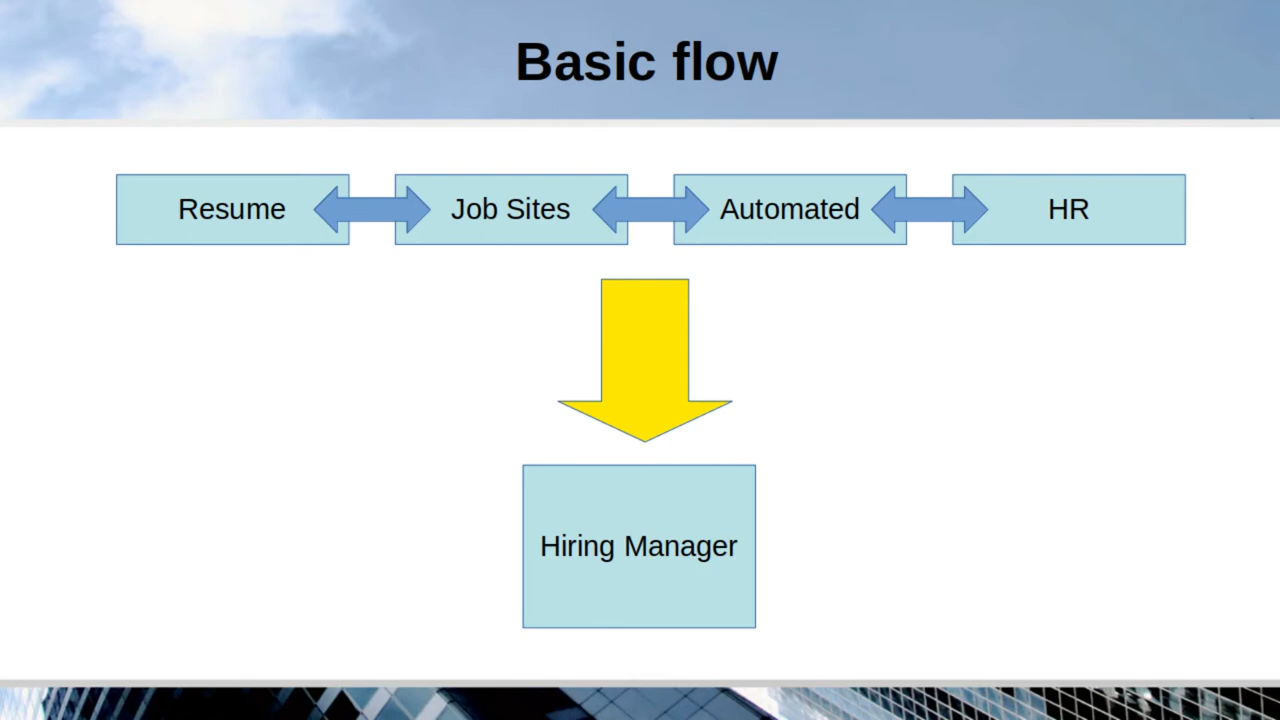 Basic flow
Resume
Job Sites
Automated
HR
Hiring Manager